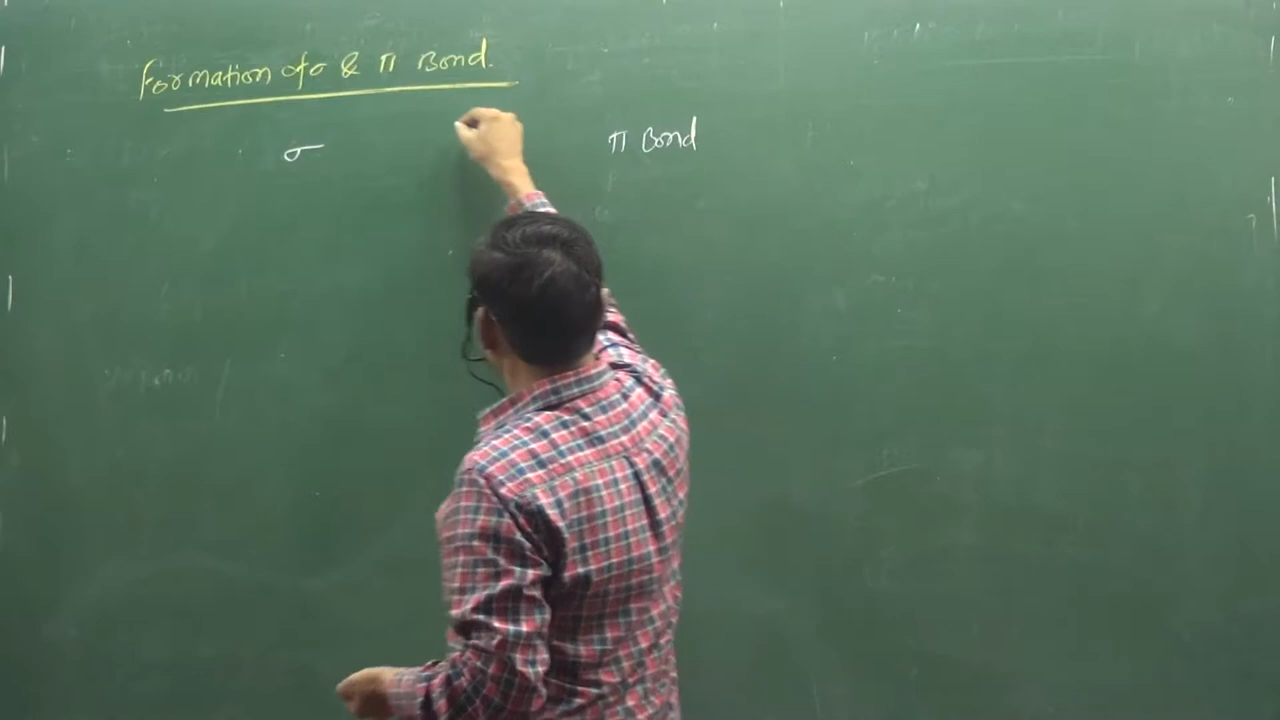 Formation of σ & π Bond.
σ
π Bond